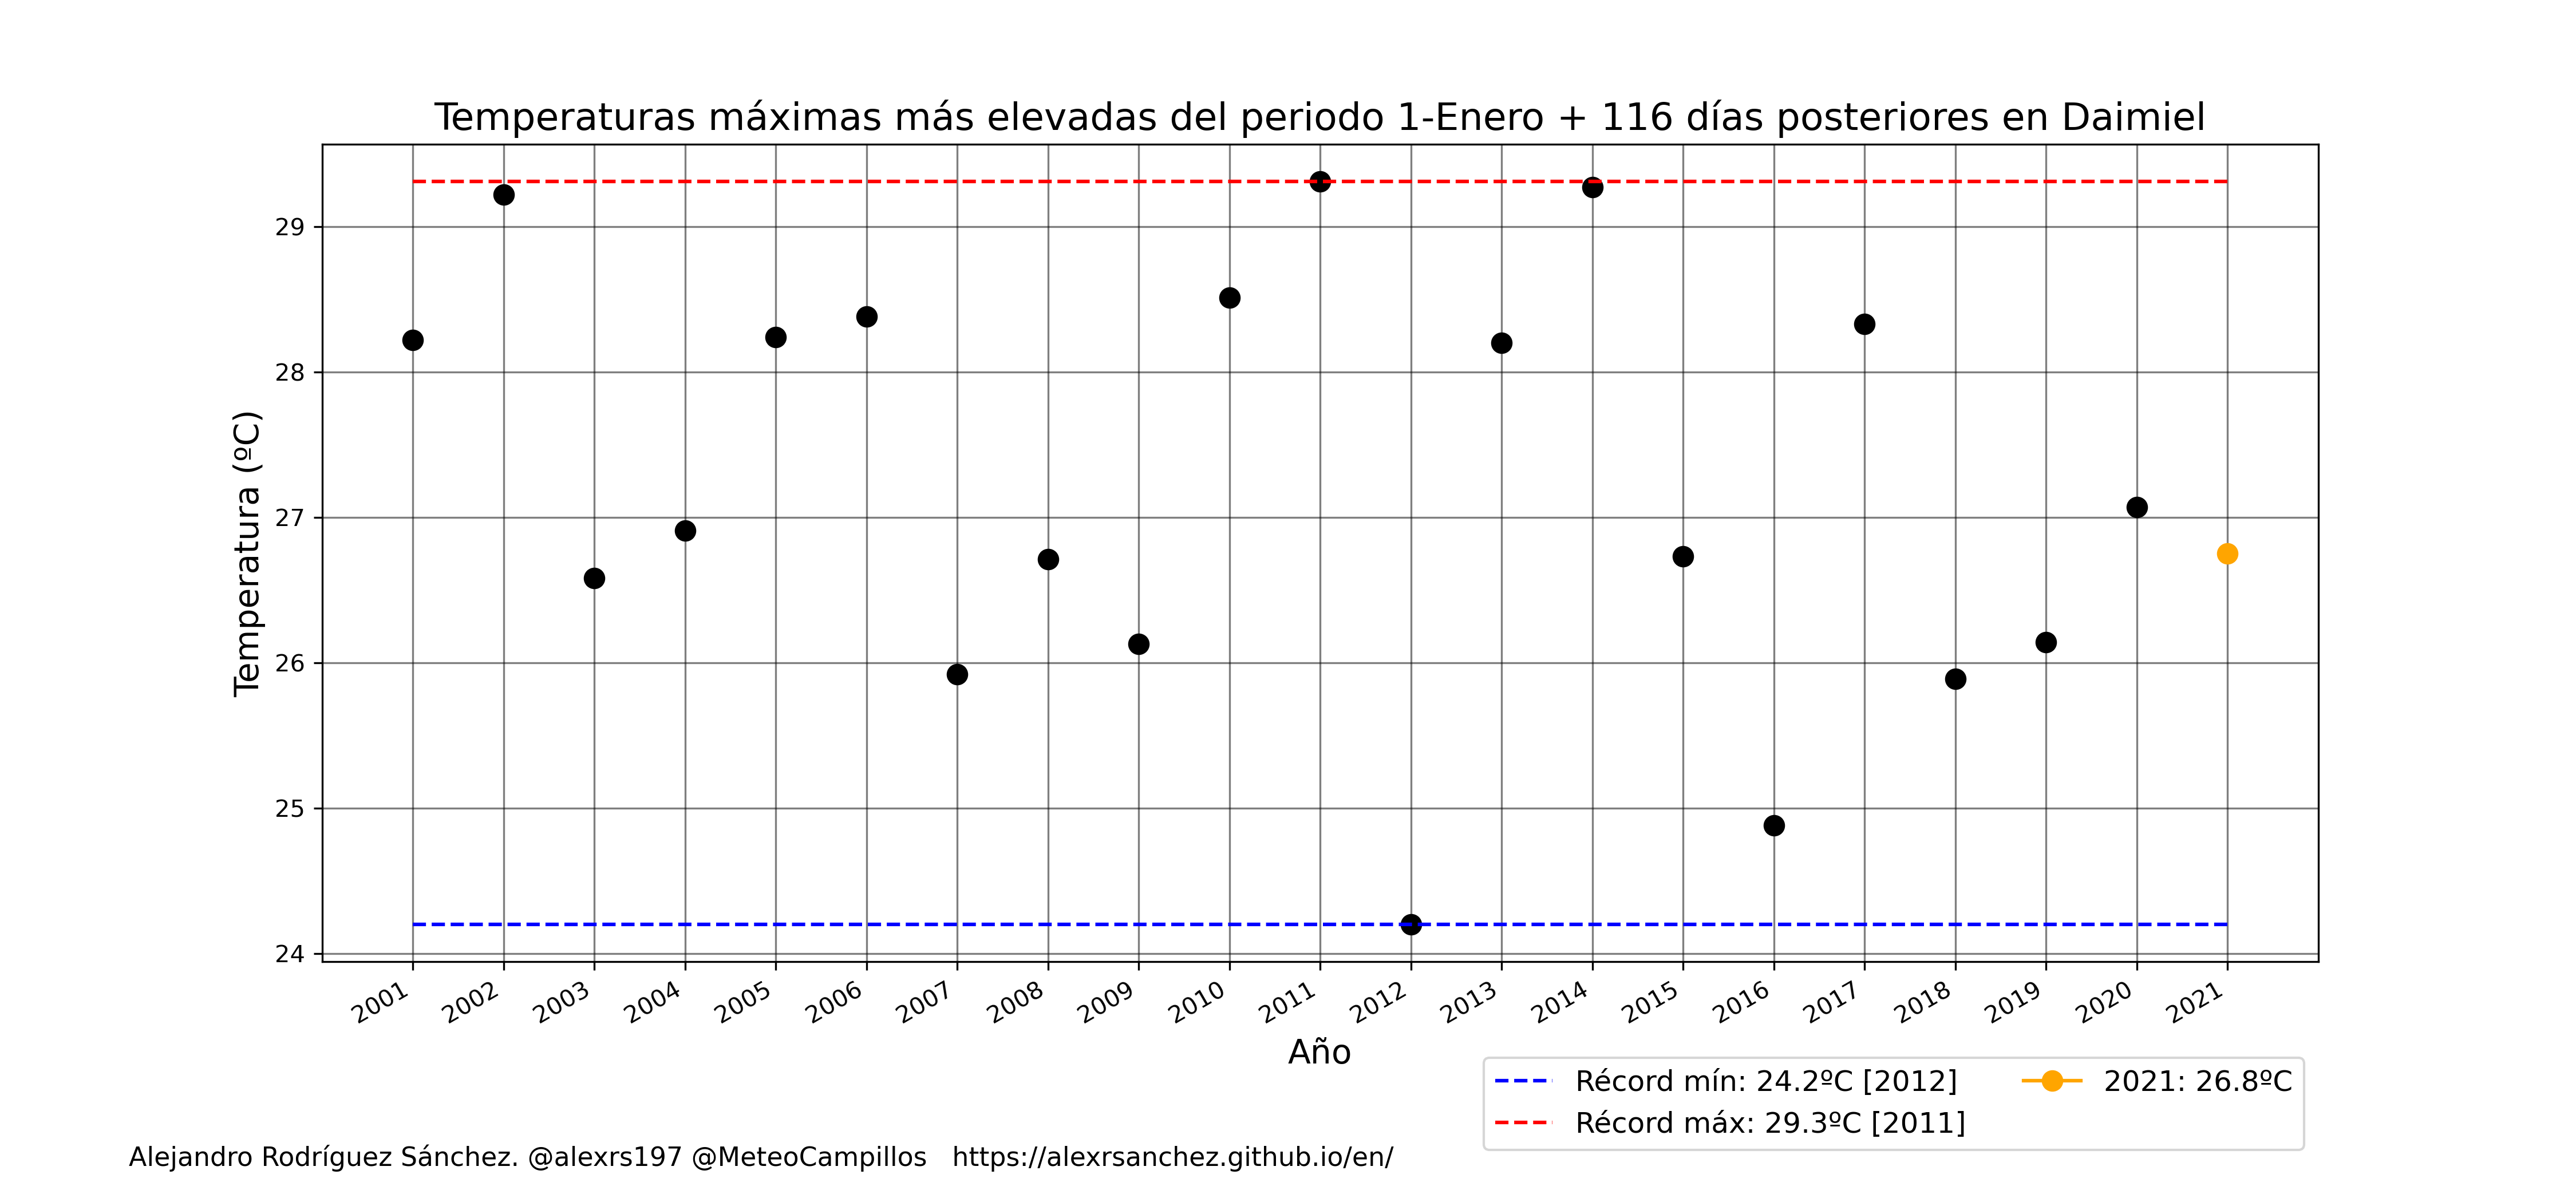 Temperaturas máximas más elevadas del periodo 1-Enero + 116 días posteriores en Daimiel
Temperatura (ºC)
29
28
27
26
25
24
2001 2002 2003 2004 2005 2006 2007 2008 2009 2010 2011 2012 2013 2014 2015 2016 2017 2018 2019 2020 2021
Año
Récord mín: 24.2ºC [2012] 2021: 26.8ºC
Récord máx: 29.3ºC [2011]
Alejandro Rodríguez Sánchez. @alexrs197 @MeteoCampillos https://alexrsanchez.github.io/en/